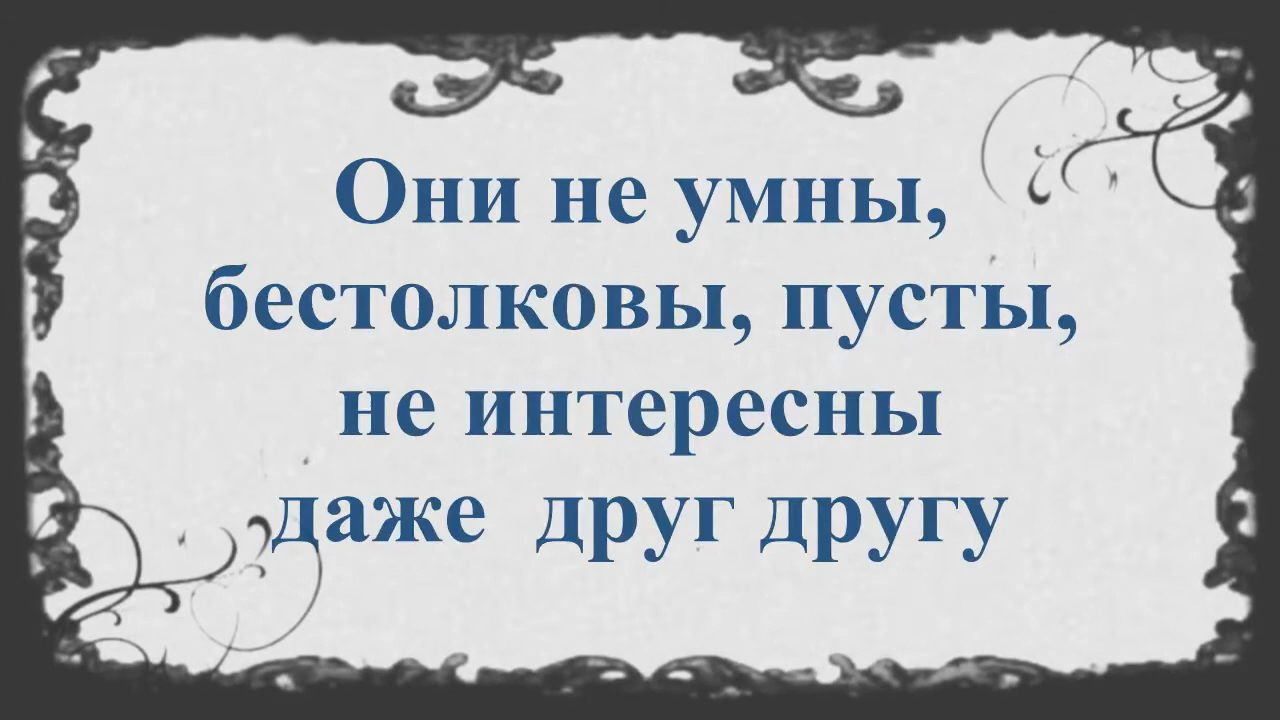 Они не умны,
бестолковы, пусты,
не интересны
даже  друг другу